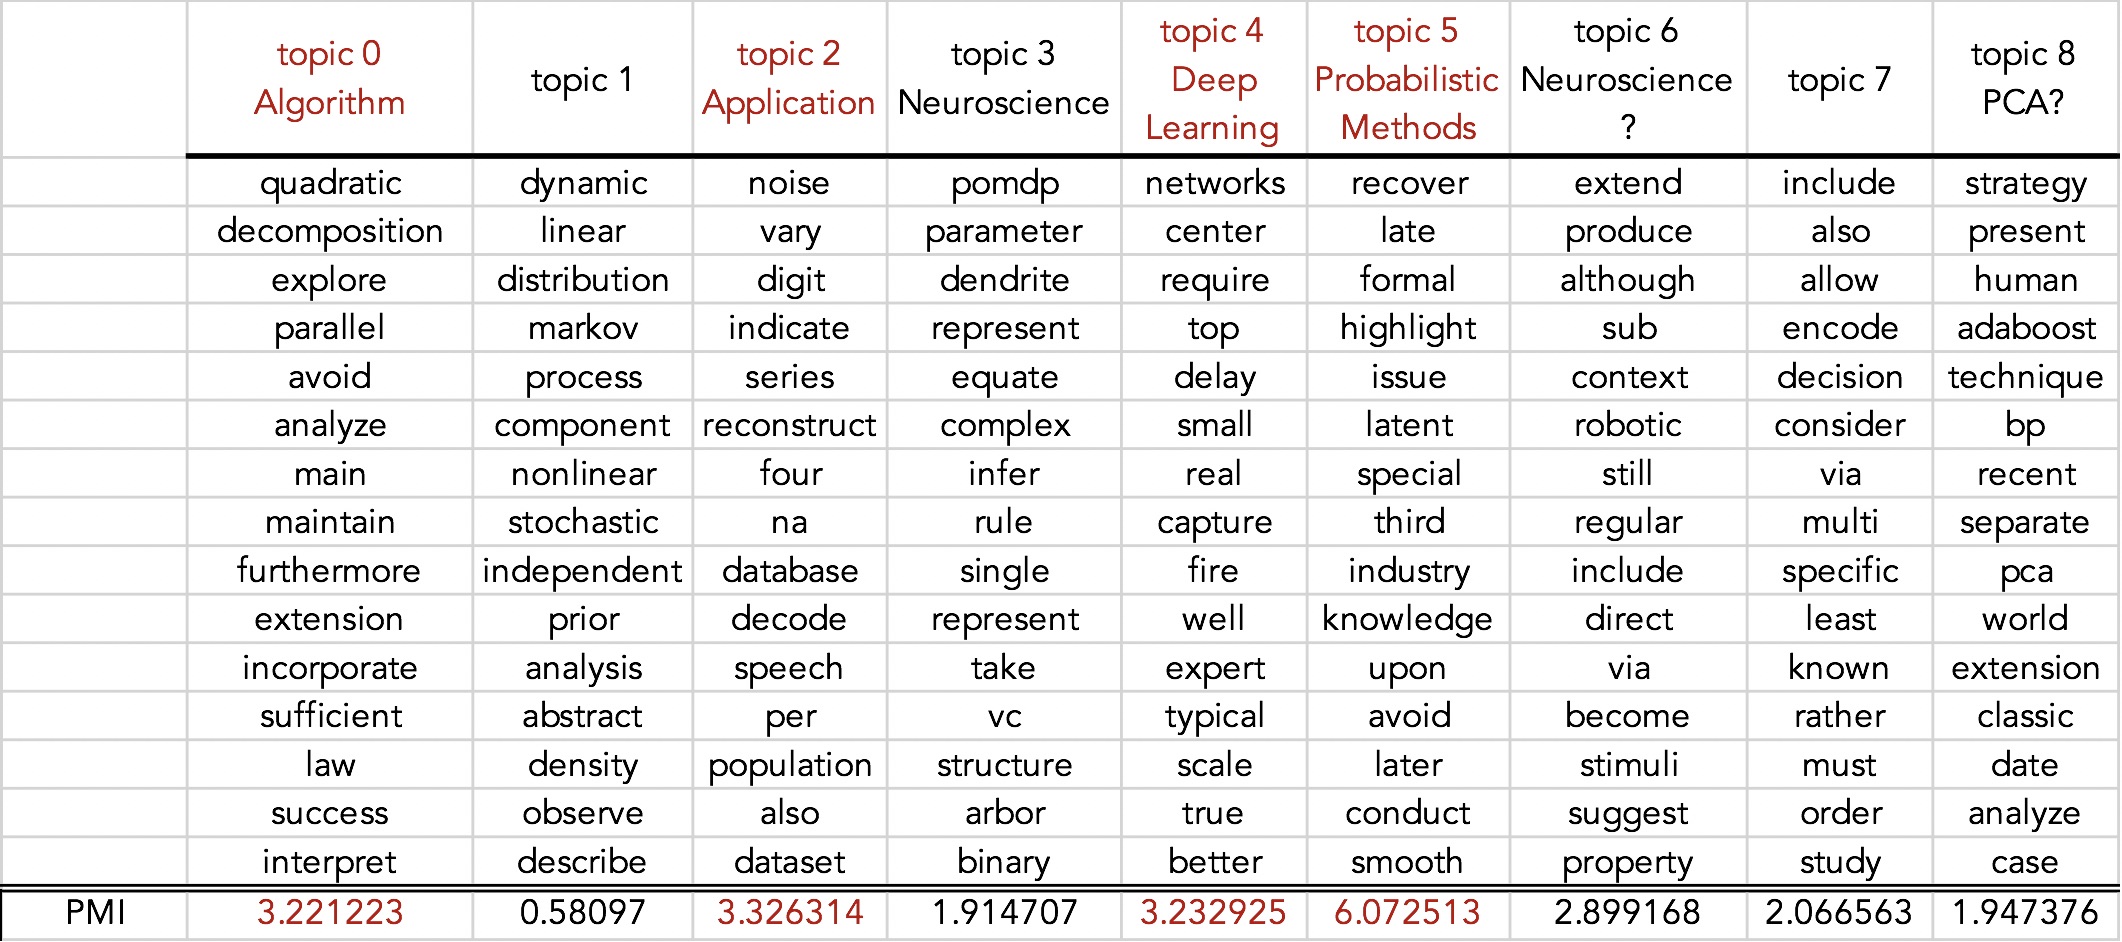 topic 0 Algorithm topic 1 topic 2 Application topic 3 Neuroscience topic 4 Deep Learning topic 5 Probabilistic Methods topic 6 Neuroscience ? topic 7 topic 8 PCA?
quadratic dynamic noise pomdp networks recover extend include strategy
decomposition linear vary parameter center late produce also present
explore distribution digit dendrite require formal although allow human
parallel markov indicate represent top highlight sub encode adaboost
avoid process series equate delay issue context decision technique
analyze component reconstruct complex small latent robotic consider bp
main nonlinear four infer real special still via recent
maintain stochastic na rule capture third regular multi separate
furthermore independent database single fire industry include specific pca
extension prior decode represent well knowledge direct least world
incorporate analysis speech take expert upon via known extension
sufficient abstract per vc typical avoid become rather classic
law density population structure scale later stimuli must date
success observe also arbor true conduct suggest order analyze
interpret describe dataset binary better smooth property study case
PMI 3.221223 0.58097 3.326314 1.914707 3.232925 6.072513 2.899168 2.066563 1.947376